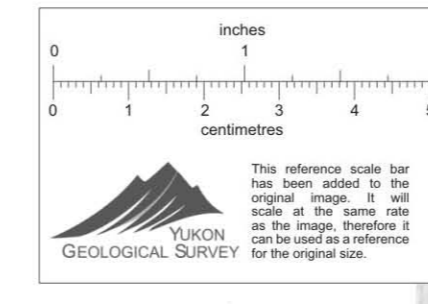 inches
0 1
0 1 2 3 4 5
centimetres
This reference scale bar
has been added to the
original image. It will
scale at the same rate
as the image, therefore it
can be used as a reference
for the original size.
YUKON
GEOLOGICAL SURVEY